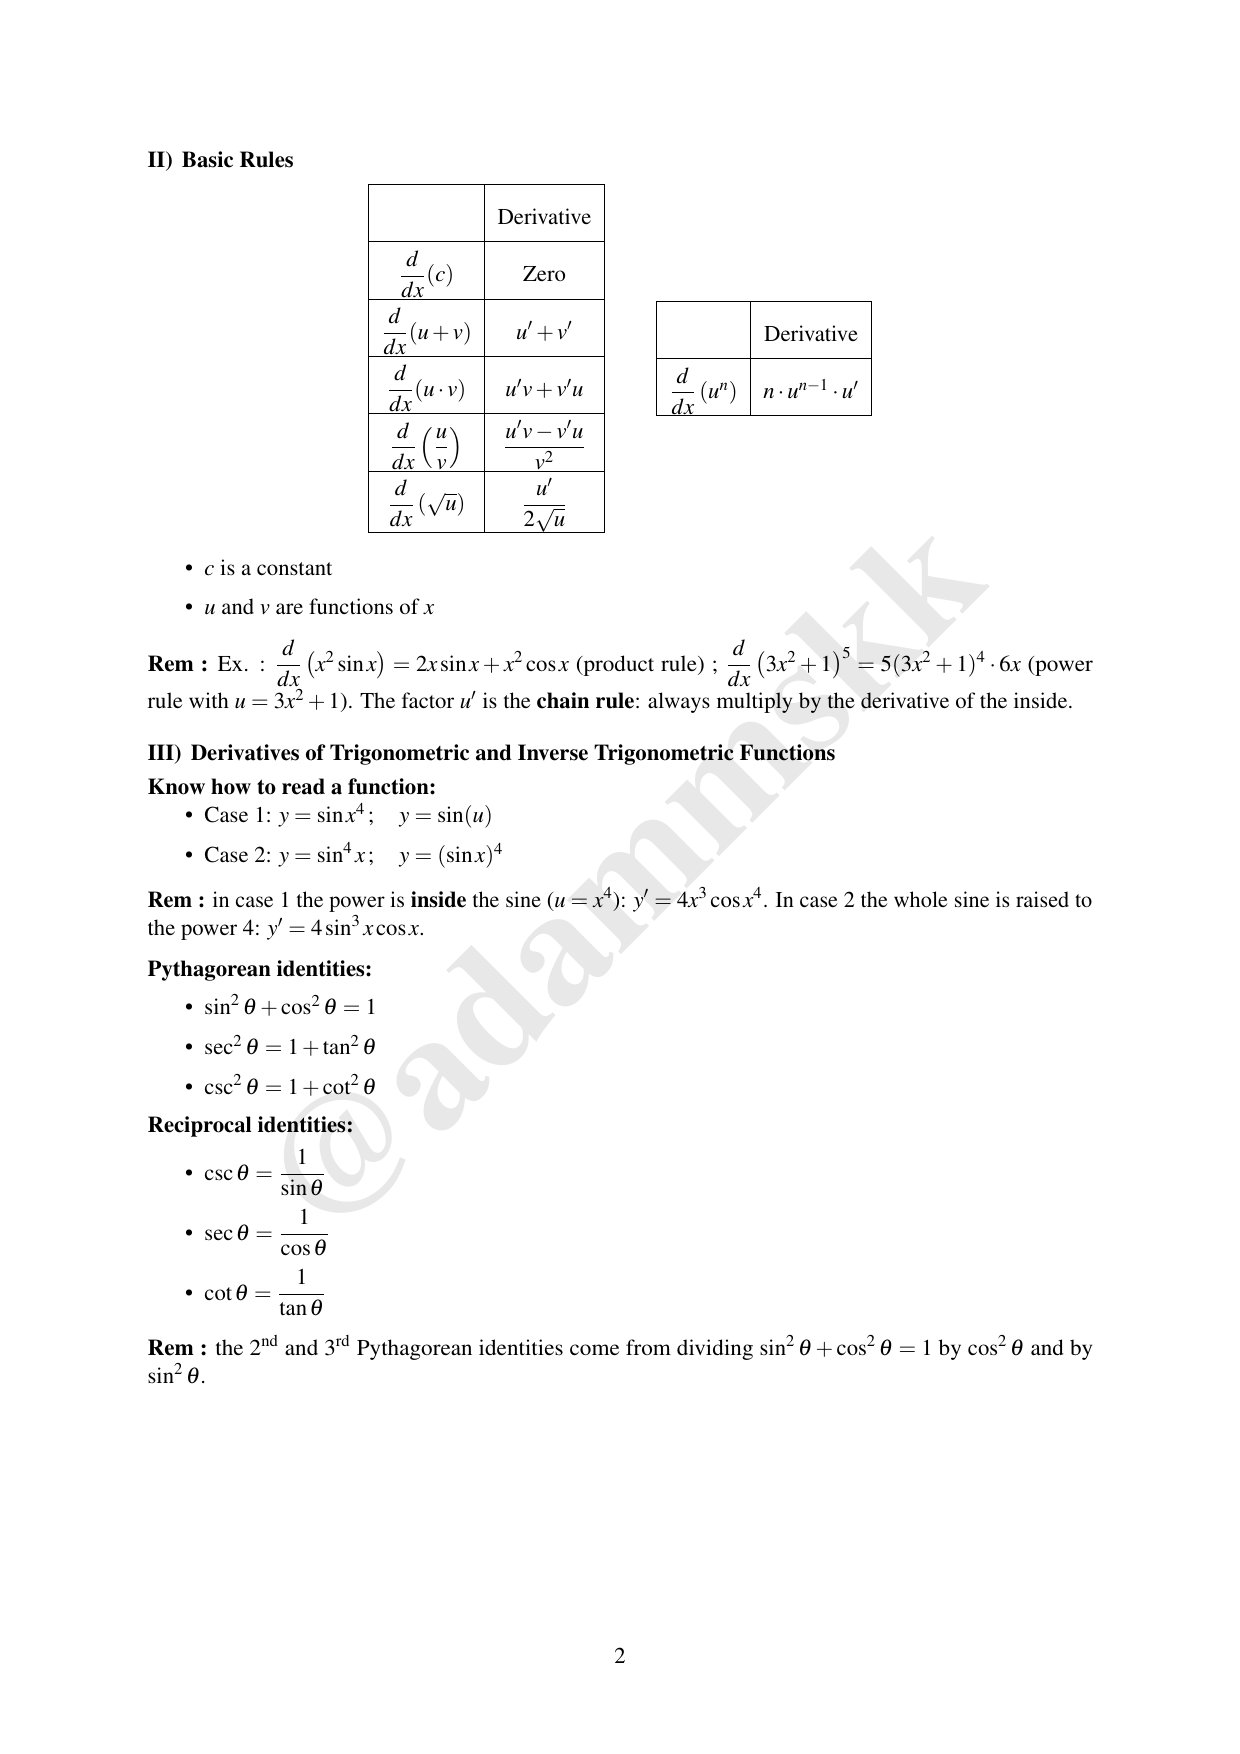 II) Basic Rules
Derivative
d/dx (c) Zero
d/dx (u + v) u′ + v′
d/dx (u · v) u′v + v′u
d/dx (u/v) (u′v − v′u)/v²
d/dx (√u) u′/(2√u)
Derivative
d/dx (uⁿ) n · uⁿ⁻¹ · u′
• c is a constant
• u and v are functions of x
Rem : Ex. : d/dx (x² sin x) = 2x sin x + x² cos x (product rule) ; d/dx (3x² + 1)⁵ = 5(3x² + 1)⁴ · 6x (power
rule with u = 3x² + 1). The factor u′ is the chain rule: always multiply by the derivative of the inside.
III) Derivatives of Trigonometric and Inverse Trigonometric Functions
Know how to read a function:
• Case 1: y = sin x⁴ ; y = sin(u)
• Case 2: y = sin⁴ x ; y = (sin x)⁴
Rem : in case 1 the power is inside the sine (u = x⁴): y′ = 4x³ cos x⁴. In case 2 the whole sine is raised to
the power 4: y′ = 4 sin³ x cos x.
Pythagorean identities:
• sin² θ + cos² θ = 1
• sec² θ = 1 + tan² θ
• csc² θ = 1 + cot² θ
Reciprocal identities:
• csc θ = 1/sin θ
• sec θ = 1/cos θ
• cot θ = 1/tan θ
Rem : the 2nd and 3rd Pythagorean identities come from dividing sin² θ + cos² θ = 1 by cos² θ and by
sin² θ.
@adamnskk
2